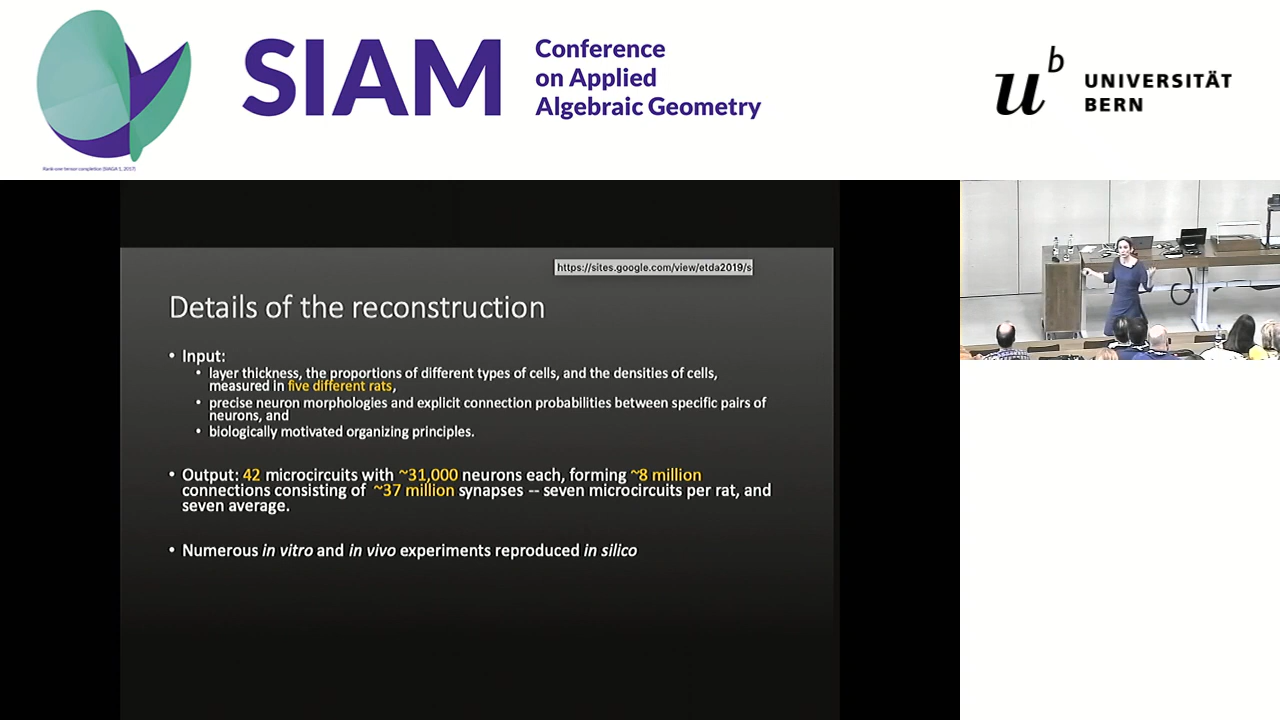 SIAM
Conference
on Applied
Algebraic Geometry
u
b
UNIVERSITÄT
BERN
Rank-one tensor completion (SIAGA 1, 2017)
https://sites.google.com/view/etda2019/s
Details of the reconstruction
• Input:
• layer thickness, the proportions of different types of cells, and the densities of cells,
measured in five different rats,
• precise neuron morphologies and explicit connection probabilities between specific pairs of
neurons, and
• biologically motivated organizing principles.
• Output: 42 microcircuits with ~31,000 neurons each, forming ~8 million
connections consisting of ~37 million synapses -- seven microcircuits per rat, and
seven average.
• Numerous in vitro and in vivo experiments reproduced in silico